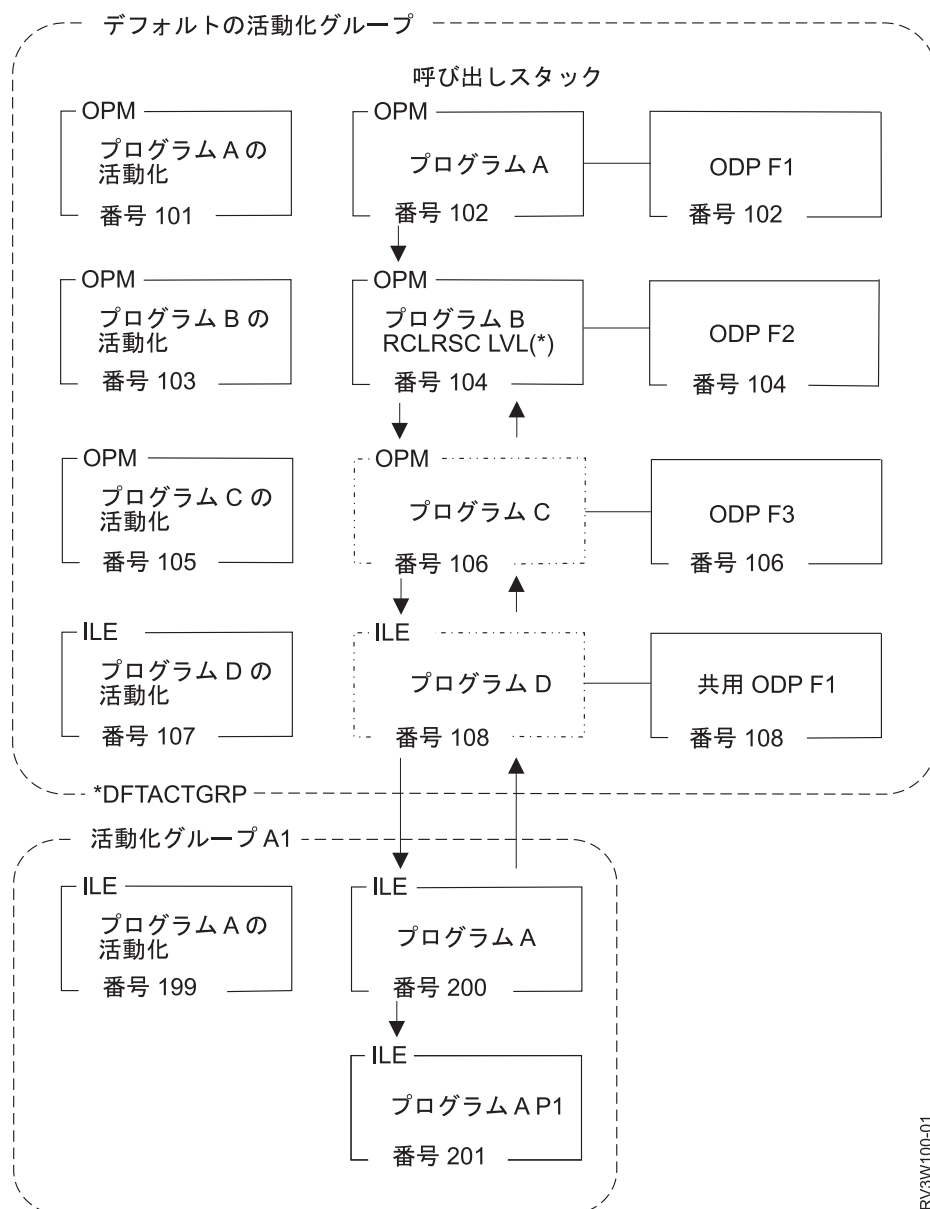 デフォルトの活動化グループ
呼び出しスタック
OPM
プログラム A の
活動化
番号 101
OPM
プログラム A
番号 102
ODP F1
番号 102
OPM
プログラム B の
活動化
番号 103
OPM
プログラム B
RCLRSC LVL(*)
番号 104
ODP F2
番号 104
OPM
プログラム C の
活動化
番号 105
OPM
プログラム C
番号 106
ODP F3
番号 106
ILE
プログラム D の
活動化
番号 107
ILE
プログラム D
番号 108
共用 ODP F1
番号 108
*DFTACTGRP
活動化グループ A1
ILE
プログラム A の
活動化
番号 199
ILE
プログラム A
番号 200
ILE
プログラム A P1
番号 201
RV3W100-01